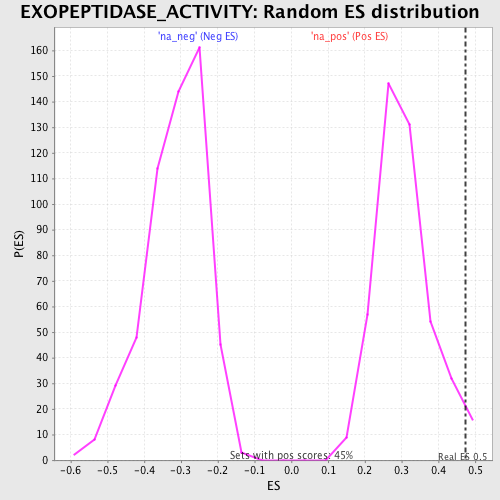 EXOPEPTIDASE_ACTIVITY: Random ES distribution
'na_neg' (Neg ES)
'na_pos' (Pos ES)
160
150
140
130
120
110
100
90
80
70
60
50
40
30
20
10
0
P(ES)
Sets with pos scores: 45%
Real ES 0.5
-0.6 -0.5 -0.4 -0.3 -0.2 -0.1 0.0 0.1 0.2 0.3 0.4 0.5
ES